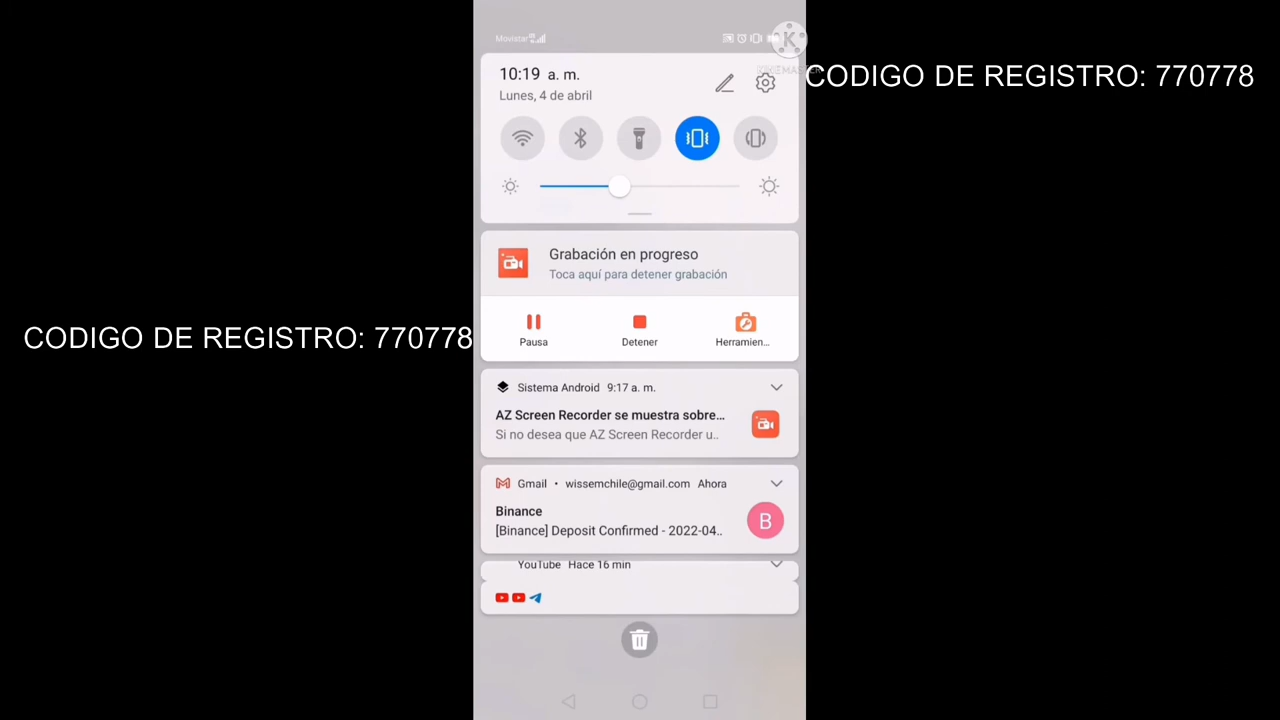 Movistar
KINEMASTER
10:19 a. m.
Lunes, 4 de abril
CODIGO DE REGISTRO: 770778
Grabación en progreso
Toca aquí para detener grabación
CODIGO DE REGISTRO: 770778
Pausa
Detener
Herramien...
Sistema Android 9:17 a. m.
AZ Screen Recorder se muestra sobre...
Si no desea que AZ Screen Recorder u..
Gmail • wissemchile@gmail.com Ahora
Binance
[Binance] Deposit Confirmed - 2022-04..
B
YouTube Hace 16 min